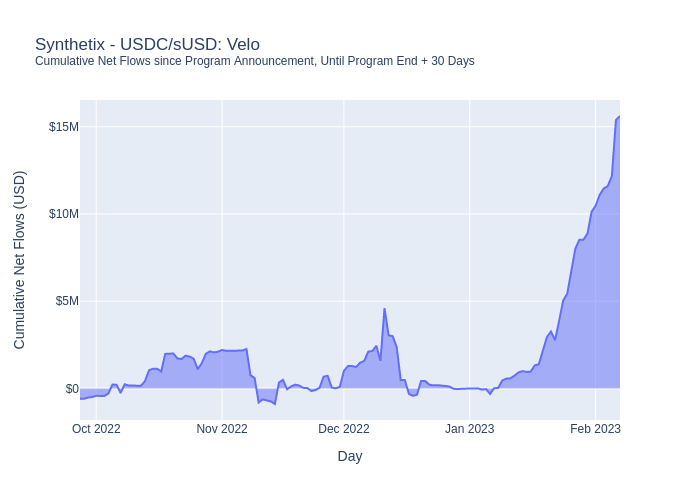 Synthetix - USDC/sUSD: Velo
Cumulative Net Flows since Program Announcement, Until Program End + 30 Days
Cumulative Net Flows (USD)
$15M
$10M
$5M
$0
Oct 2022
Nov 2022
Dec 2022
Jan 2023
Feb 2023
Day